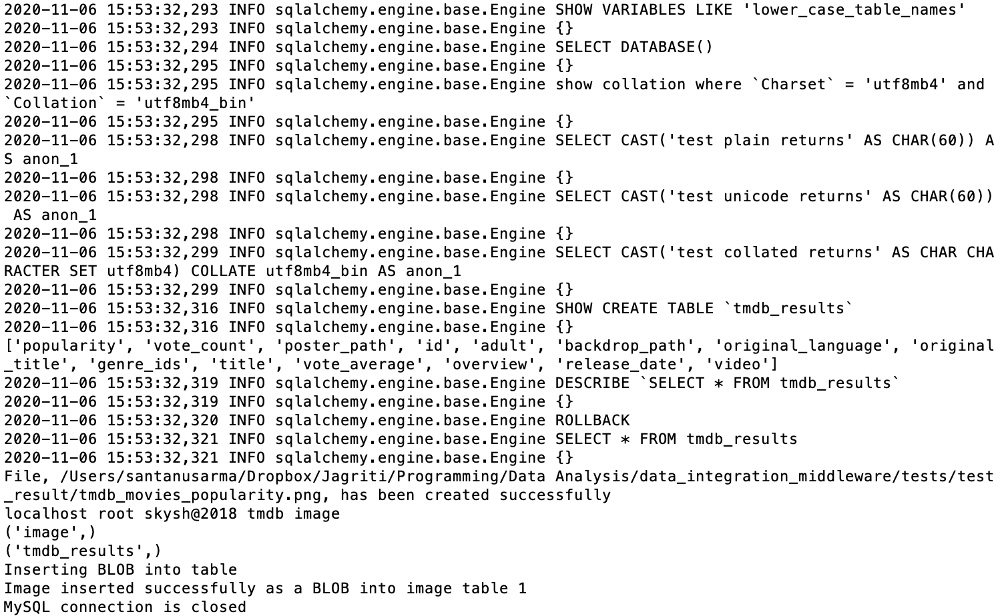 2020-11-06 15:53:32,293 INFO sqlalchemy.engine.base.Engine SHOW VARIABLES LIKE 'lower_case_table_names'
2020-11-06 15:53:32,293 INFO sqlalchemy.engine.base.Engine {}
2020-11-06 15:53:32,294 INFO sqlalchemy.engine.base.Engine SELECT DATABASE()
2020-11-06 15:53:32,295 INFO sqlalchemy.engine.base.Engine {}
2020-11-06 15:53:32,295 INFO sqlalchemy.engine.base.Engine show collation where `Charset` = 'utf8mb4' and
`Collation` = 'utf8mb4_bin'
2020-11-06 15:53:32,295 INFO sqlalchemy.engine.base.Engine {}
2020-11-06 15:53:32,298 INFO sqlalchemy.engine.base.Engine SELECT CAST('test plain returns' AS CHAR(60)) A
S anon_1
2020-11-06 15:53:32,298 INFO sqlalchemy.engine.base.Engine {}
2020-11-06 15:53:32,298 INFO sqlalchemy.engine.base.Engine SELECT CAST('test unicode returns' AS CHAR(60))
 AS anon_1
2020-11-06 15:53:32,298 INFO sqlalchemy.engine.base.Engine {}
2020-11-06 15:53:32,299 INFO sqlalchemy.engine.base.Engine SELECT CAST('test collated returns' AS CHAR CHA
RACTER SET utf8mb4) COLLATE utf8mb4_bin AS anon_1
2020-11-06 15:53:32,299 INFO sqlalchemy.engine.base.Engine {}
2020-11-06 15:53:32,316 INFO sqlalchemy.engine.base.Engine SHOW CREATE TABLE `tmdb_results`
2020-11-06 15:53:32,316 INFO sqlalchemy.engine.base.Engine {}
['popularity', 'vote_count', 'poster_path', 'id', 'adult', 'backdrop_path', 'original_language', 'original
_title', 'genre_ids', 'title', 'vote_average', 'overview', 'release_date', 'video']
2020-11-06 15:53:32,319 INFO sqlalchemy.engine.base.Engine DESCRIBE `SELECT * FROM tmdb_results`
2020-11-06 15:53:32,319 INFO sqlalchemy.engine.base.Engine {}
2020-11-06 15:53:32,320 INFO sqlalchemy.engine.base.Engine ROLLBACK
2020-11-06 15:53:32,321 INFO sqlalchemy.engine.base.Engine SELECT * FROM tmdb_results
2020-11-06 15:53:32,321 INFO sqlalchemy.engine.base.Engine {}
File, /Users/santanusarma/Dropbox/Jagriti/Programming/Data Analysis/data_integration_middleware/tests/test
_result/tmdb_movies_popularity.png, has been created successfully
localhost root skysh@2018 tmdb image
('image',)
('tmdb_results',)
Inserting BLOB into table
Image inserted successfully as a BLOB into image table 1
MySQL connection is closed